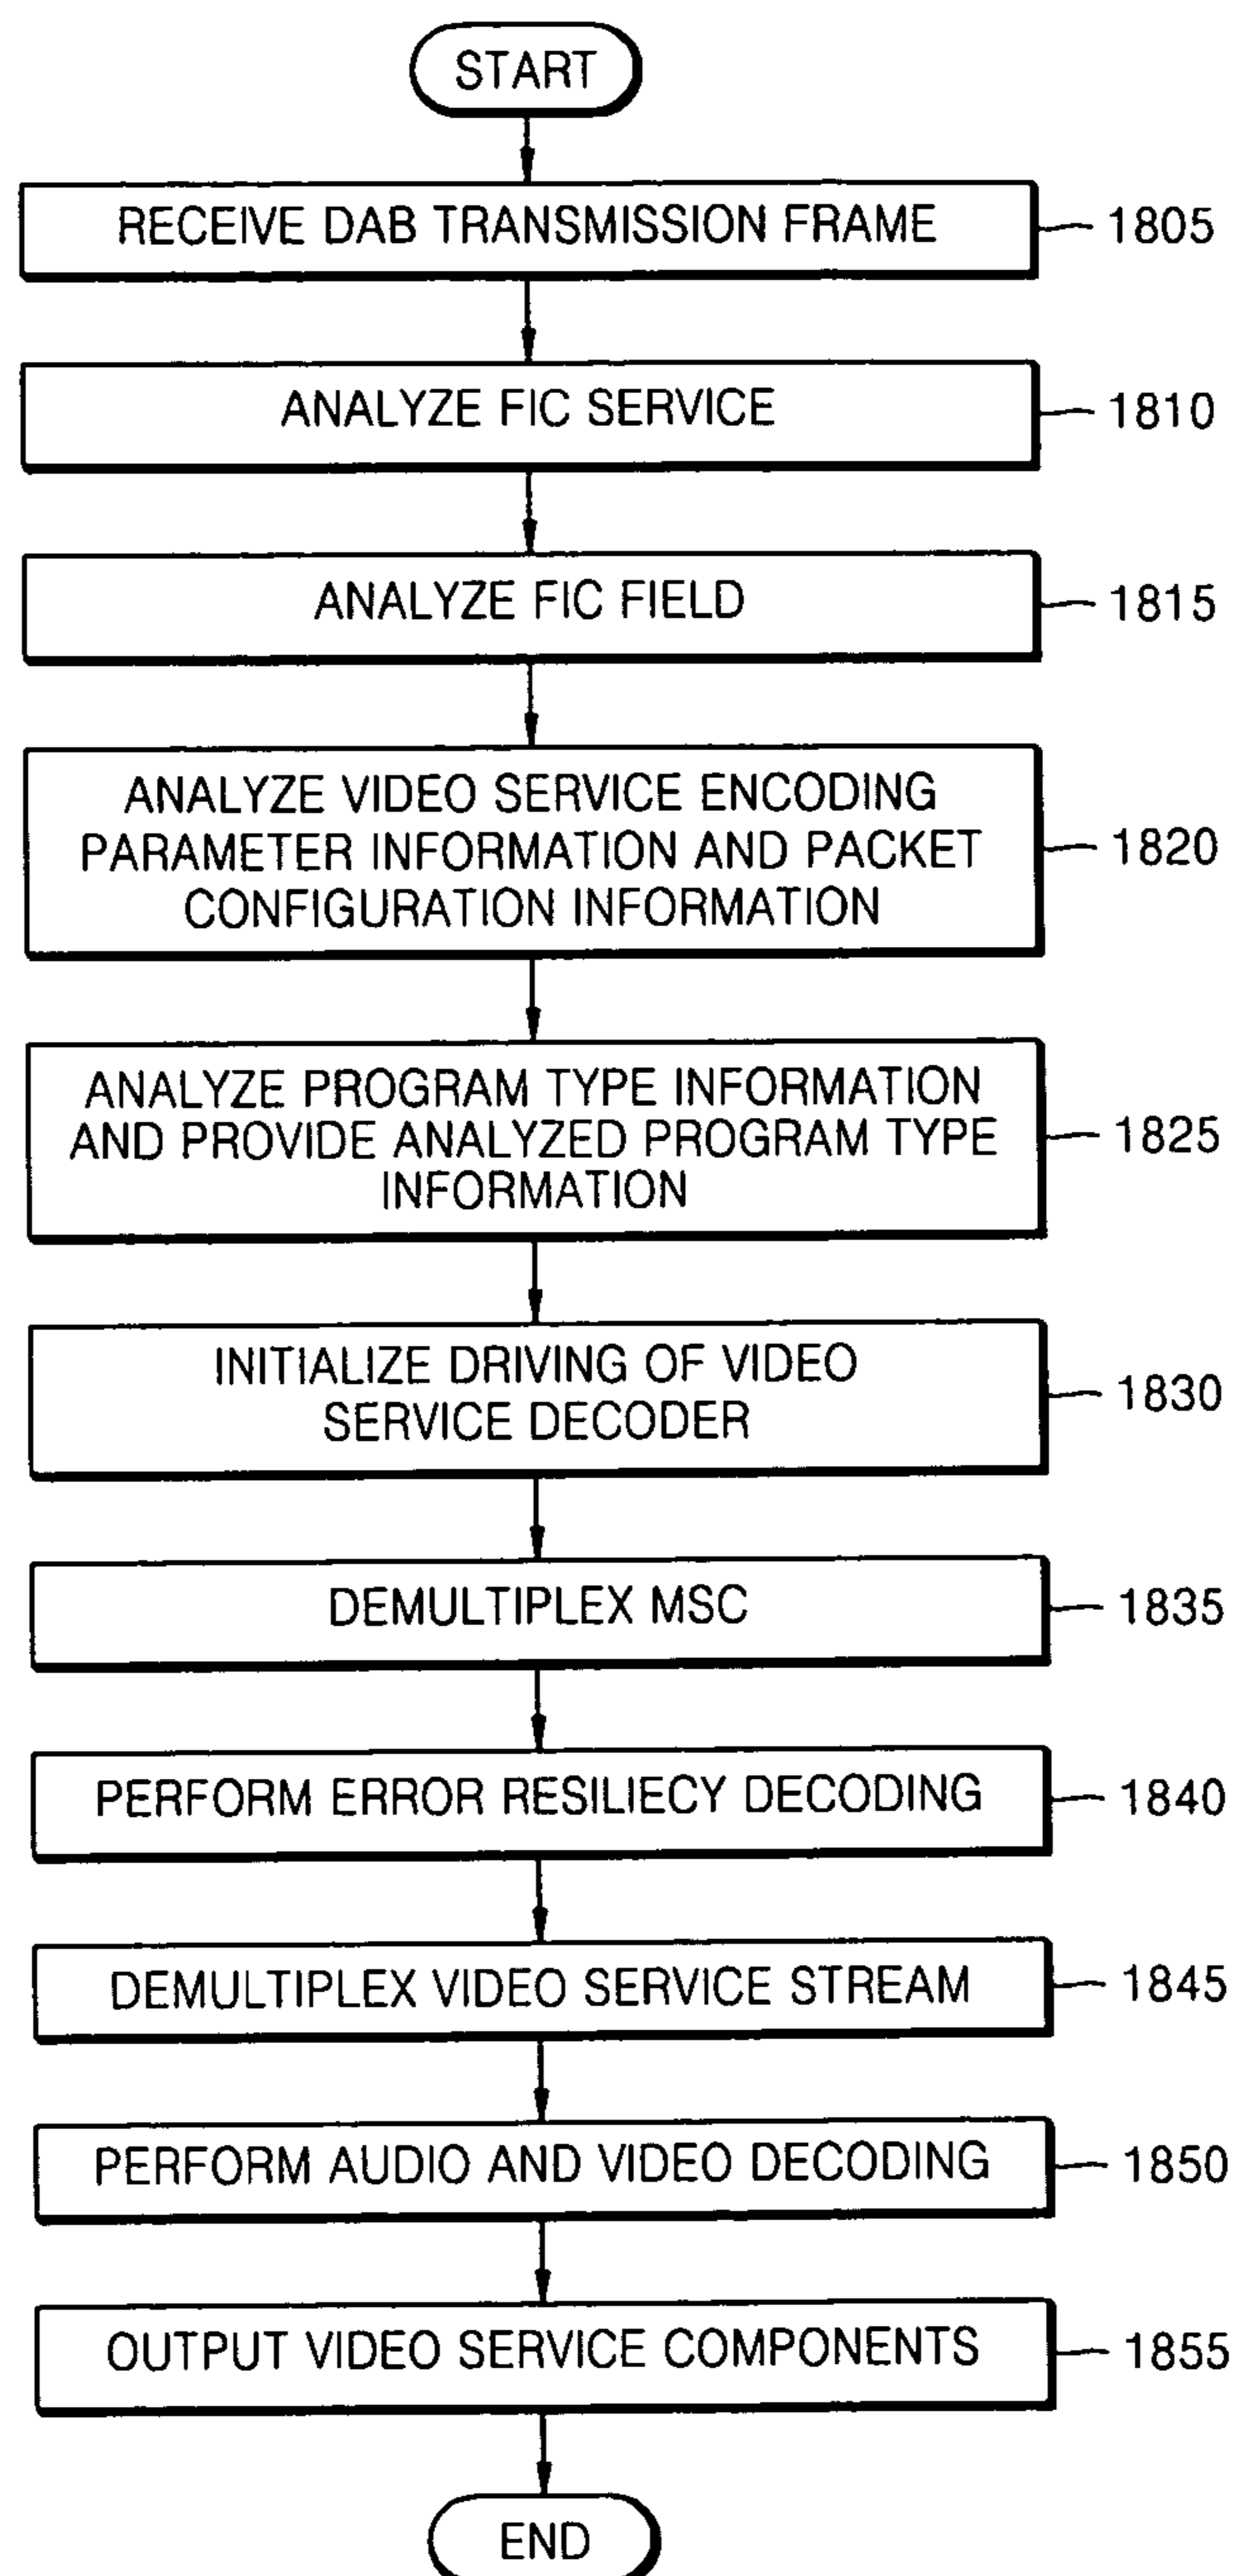 START
RECEIVE DAB TRANSMISSION FRAME
1805
ANALYZE FIC SERVICE
1810
ANALYZE FIC FIELD
1815
ANALYZE VIDEO SERVICE ENCODING
PARAMETER INFORMATION AND PACKET
CONFIGURATION INFORMATION
1820
ANALYZE PROGRAM TYPE INFORMATION
AND PROVIDE ANALYZED PROGRAM TYPE
INFORMATION
1825
INITIALIZE DRIVING OF VIDEO
SERVICE DECODER
1830
DEMULTIPLEX MSC
1835
PERFORM ERROR RESILIECY DECODING
1840
DEMULTIPLEX VIDEO SERVICE STREAM
1845
PERFORM AUDIO AND VIDEO DECODING
1850
OUTPUT VIDEO SERVICE COMPONENTS
1855
END